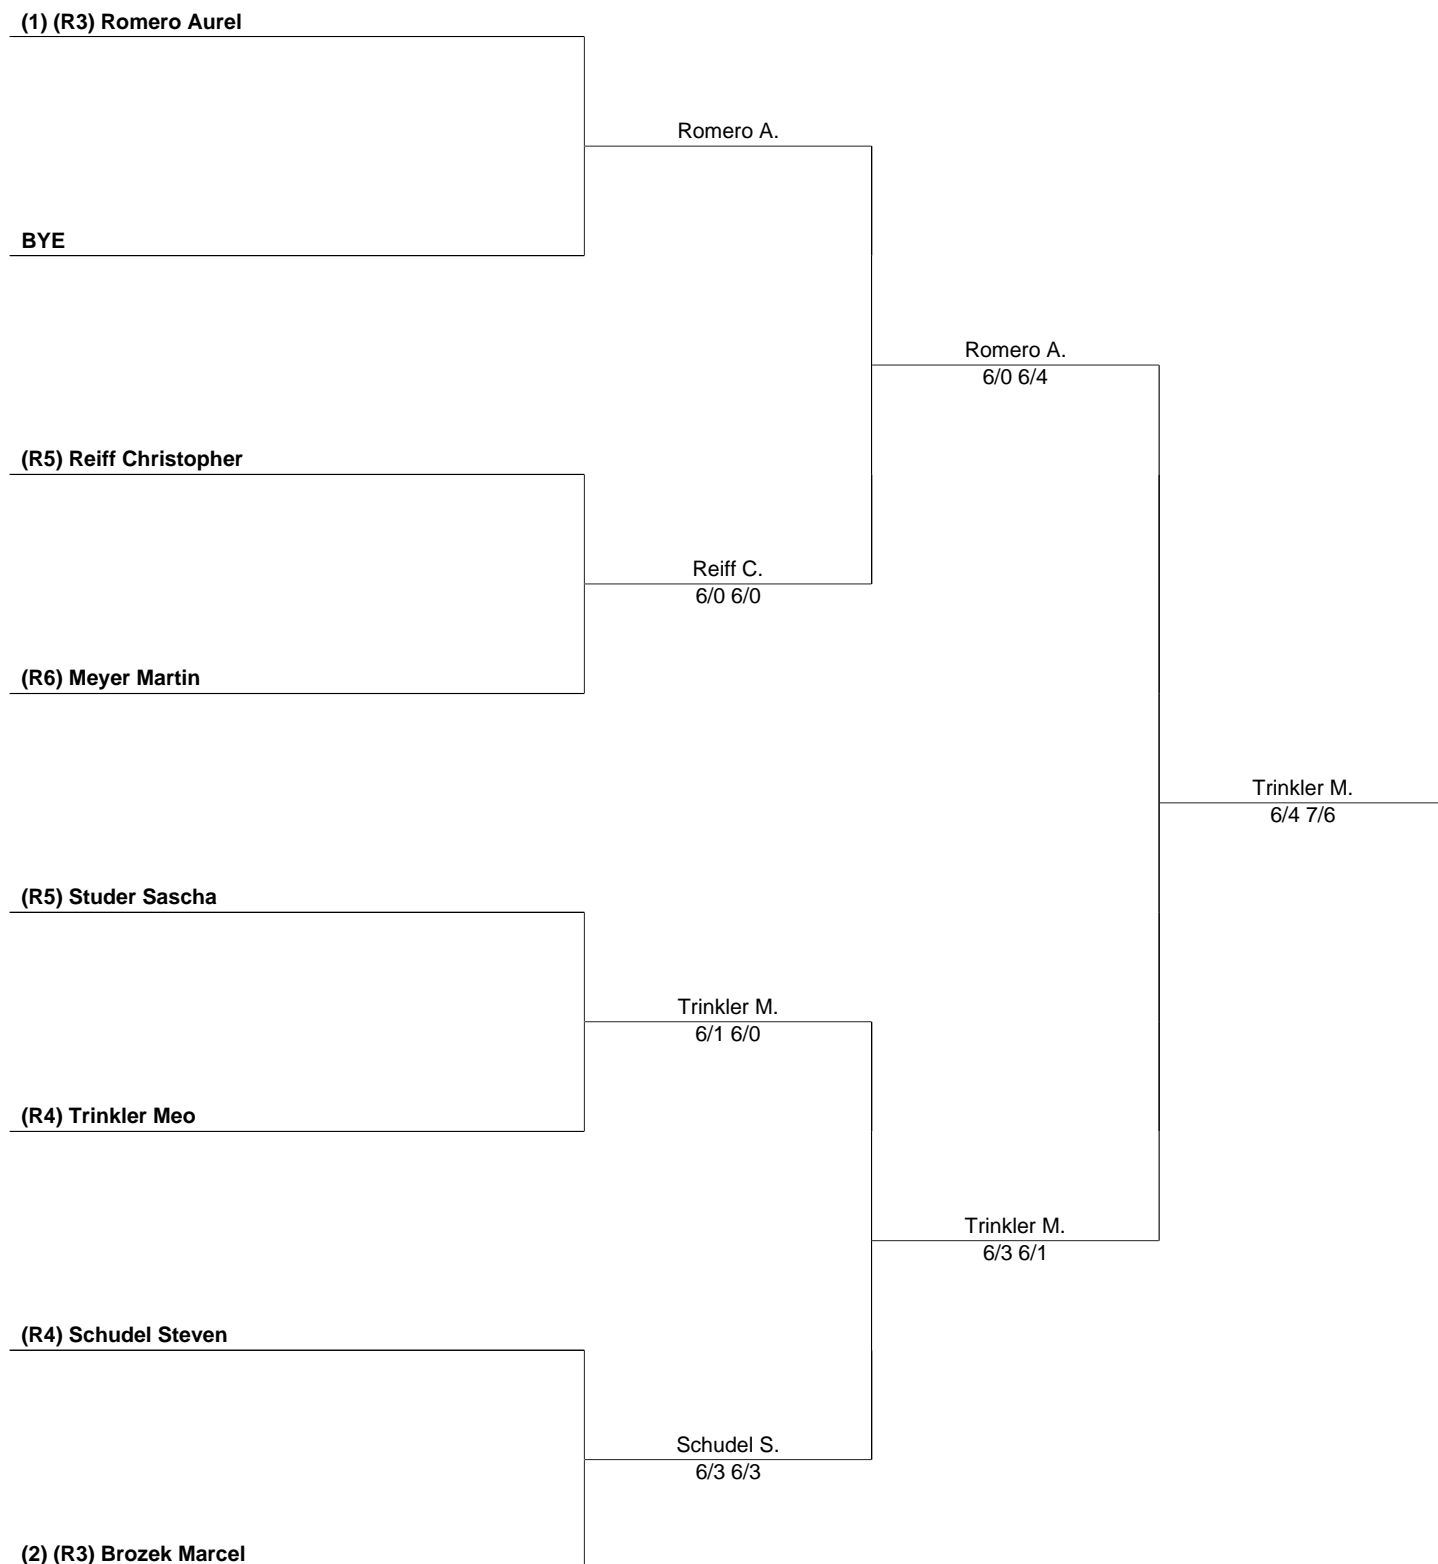 (1) (R3) Romero Aurel
Romero A.
BYE
Romero A.
6/0 6/4
(R5) Reiff Christopher
Reiff C.
6/0 6/0
(R6) Meyer Martin
Trinkler M.
6/4 7/6
(R5) Studer Sascha
Trinkler M.
6/1 6/0
(R4) Trinkler Meo
Trinkler M.
6/3 6/1
(R4) Schudel Steven
Schudel S.
6/3 6/3
(2) (R3) Brozek Marcel